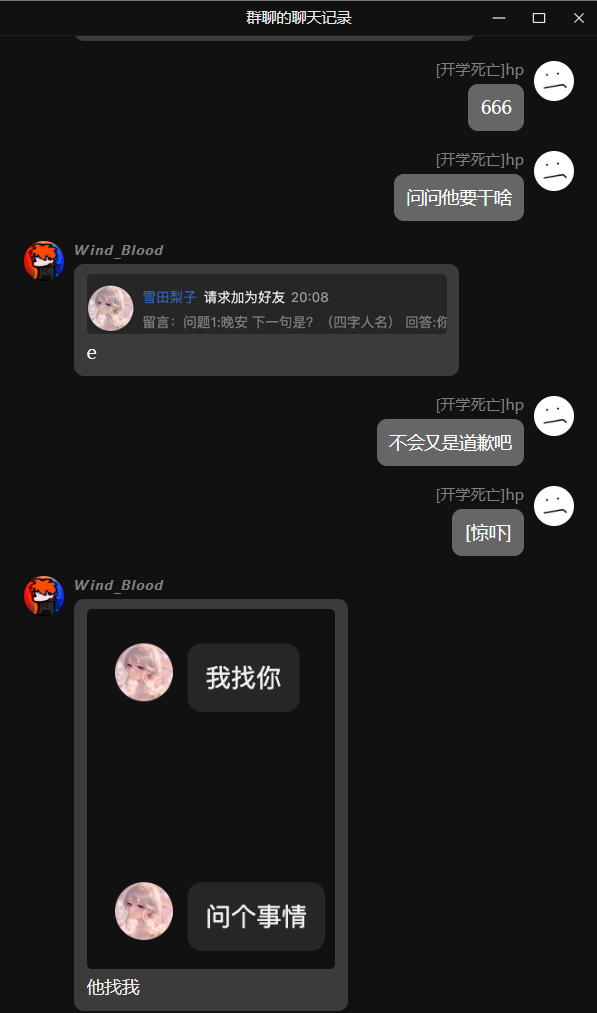 群聊的聊天记录
[开学死亡]hp
666
[开学死亡]hp
问问他要干啥
Wind_Blood
雪田梨子 请求加为好友 20:08
留言：问题1:晚安 下一句是？（四字人名） 回答:你
e
[开学死亡]hp
不会又是道歉吧
[开学死亡]hp
[惊吓]
Wind_Blood
我找你
问个事情
他找我